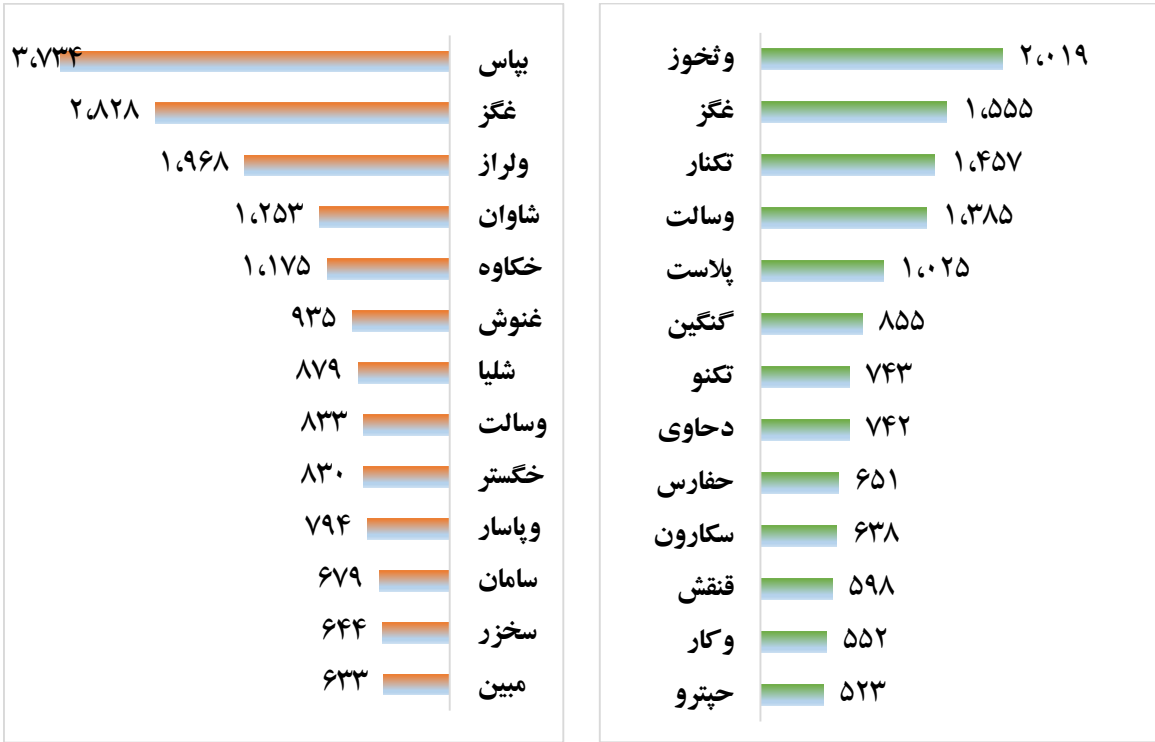 وثخوز ۲،۰۱۹
غگز ۱،۵۵۵
تکنار ۱،۴۵۷
وسالت ۱،۳۸۵
پلاست ۱،۰۲۵
گنگین ۸۵۵
تکنو ۷۴۳
دحاوی ۷۴۲
حفارس ۶۵۱
سکارون ۶۳۸
قنقش ۵۹۸
وکار ۵۵۲
حپترو ۵۲۳
بپاس ۳،۷۳۴
غگز ۲،۸۲۸
ولراز ۱،۹۶۸
شاوان ۱،۲۵۳
خکاوه ۱،۱۷۵
غنوش ۹۳۵
شلیا ۸۷۹
وسالت ۸۳۳
خگستر ۸۳۰
وپاسار ۷۹۴
سامان ۶۷۹
سخزر ۶۴۴
مبین ۶۳۳